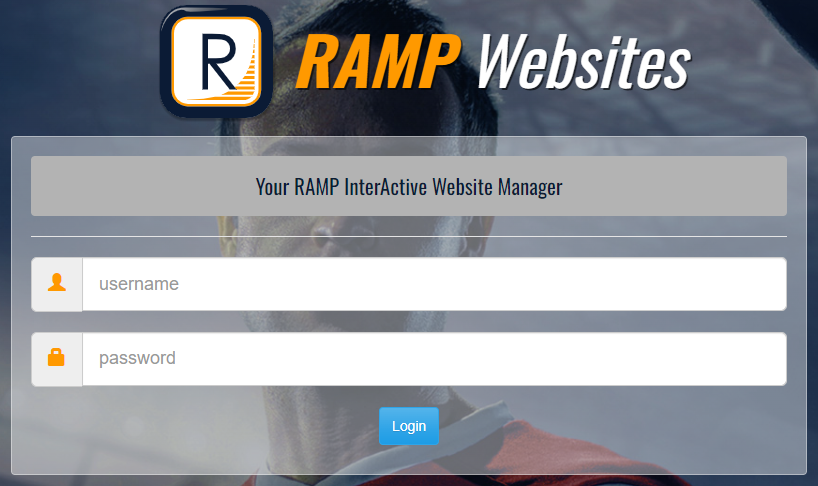 R RAMP Websites
Your RAMP InterActive Website Manager
username
password
Login